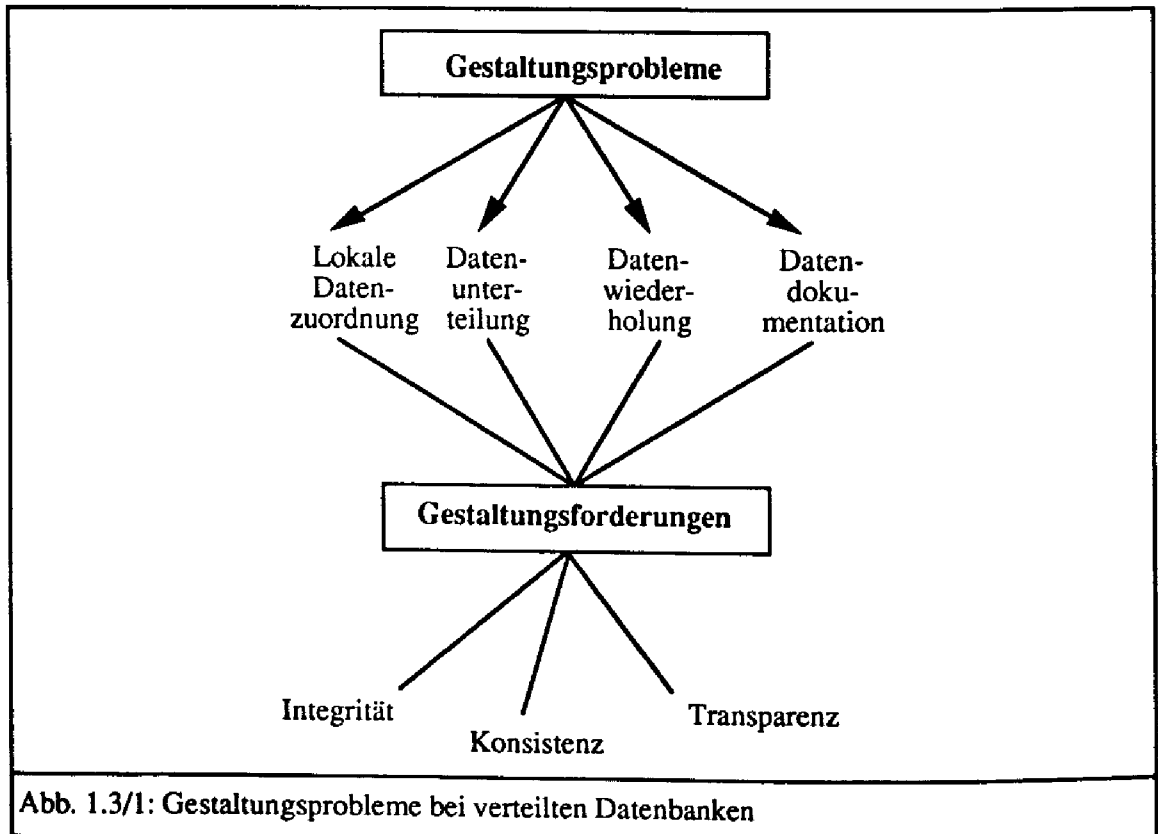 Gestaltungsprobleme
Lokale
Daten-
zuordnung
Daten-
unter-
teilung
Daten-
wieder-
holung
Daten-
doku-
mentation
Gestaltungsforderungen
Integrität
Konsistenz
Transparenz
Abb. 1.3/1: Gestaltungsprobleme bei verteilten Datenbanken